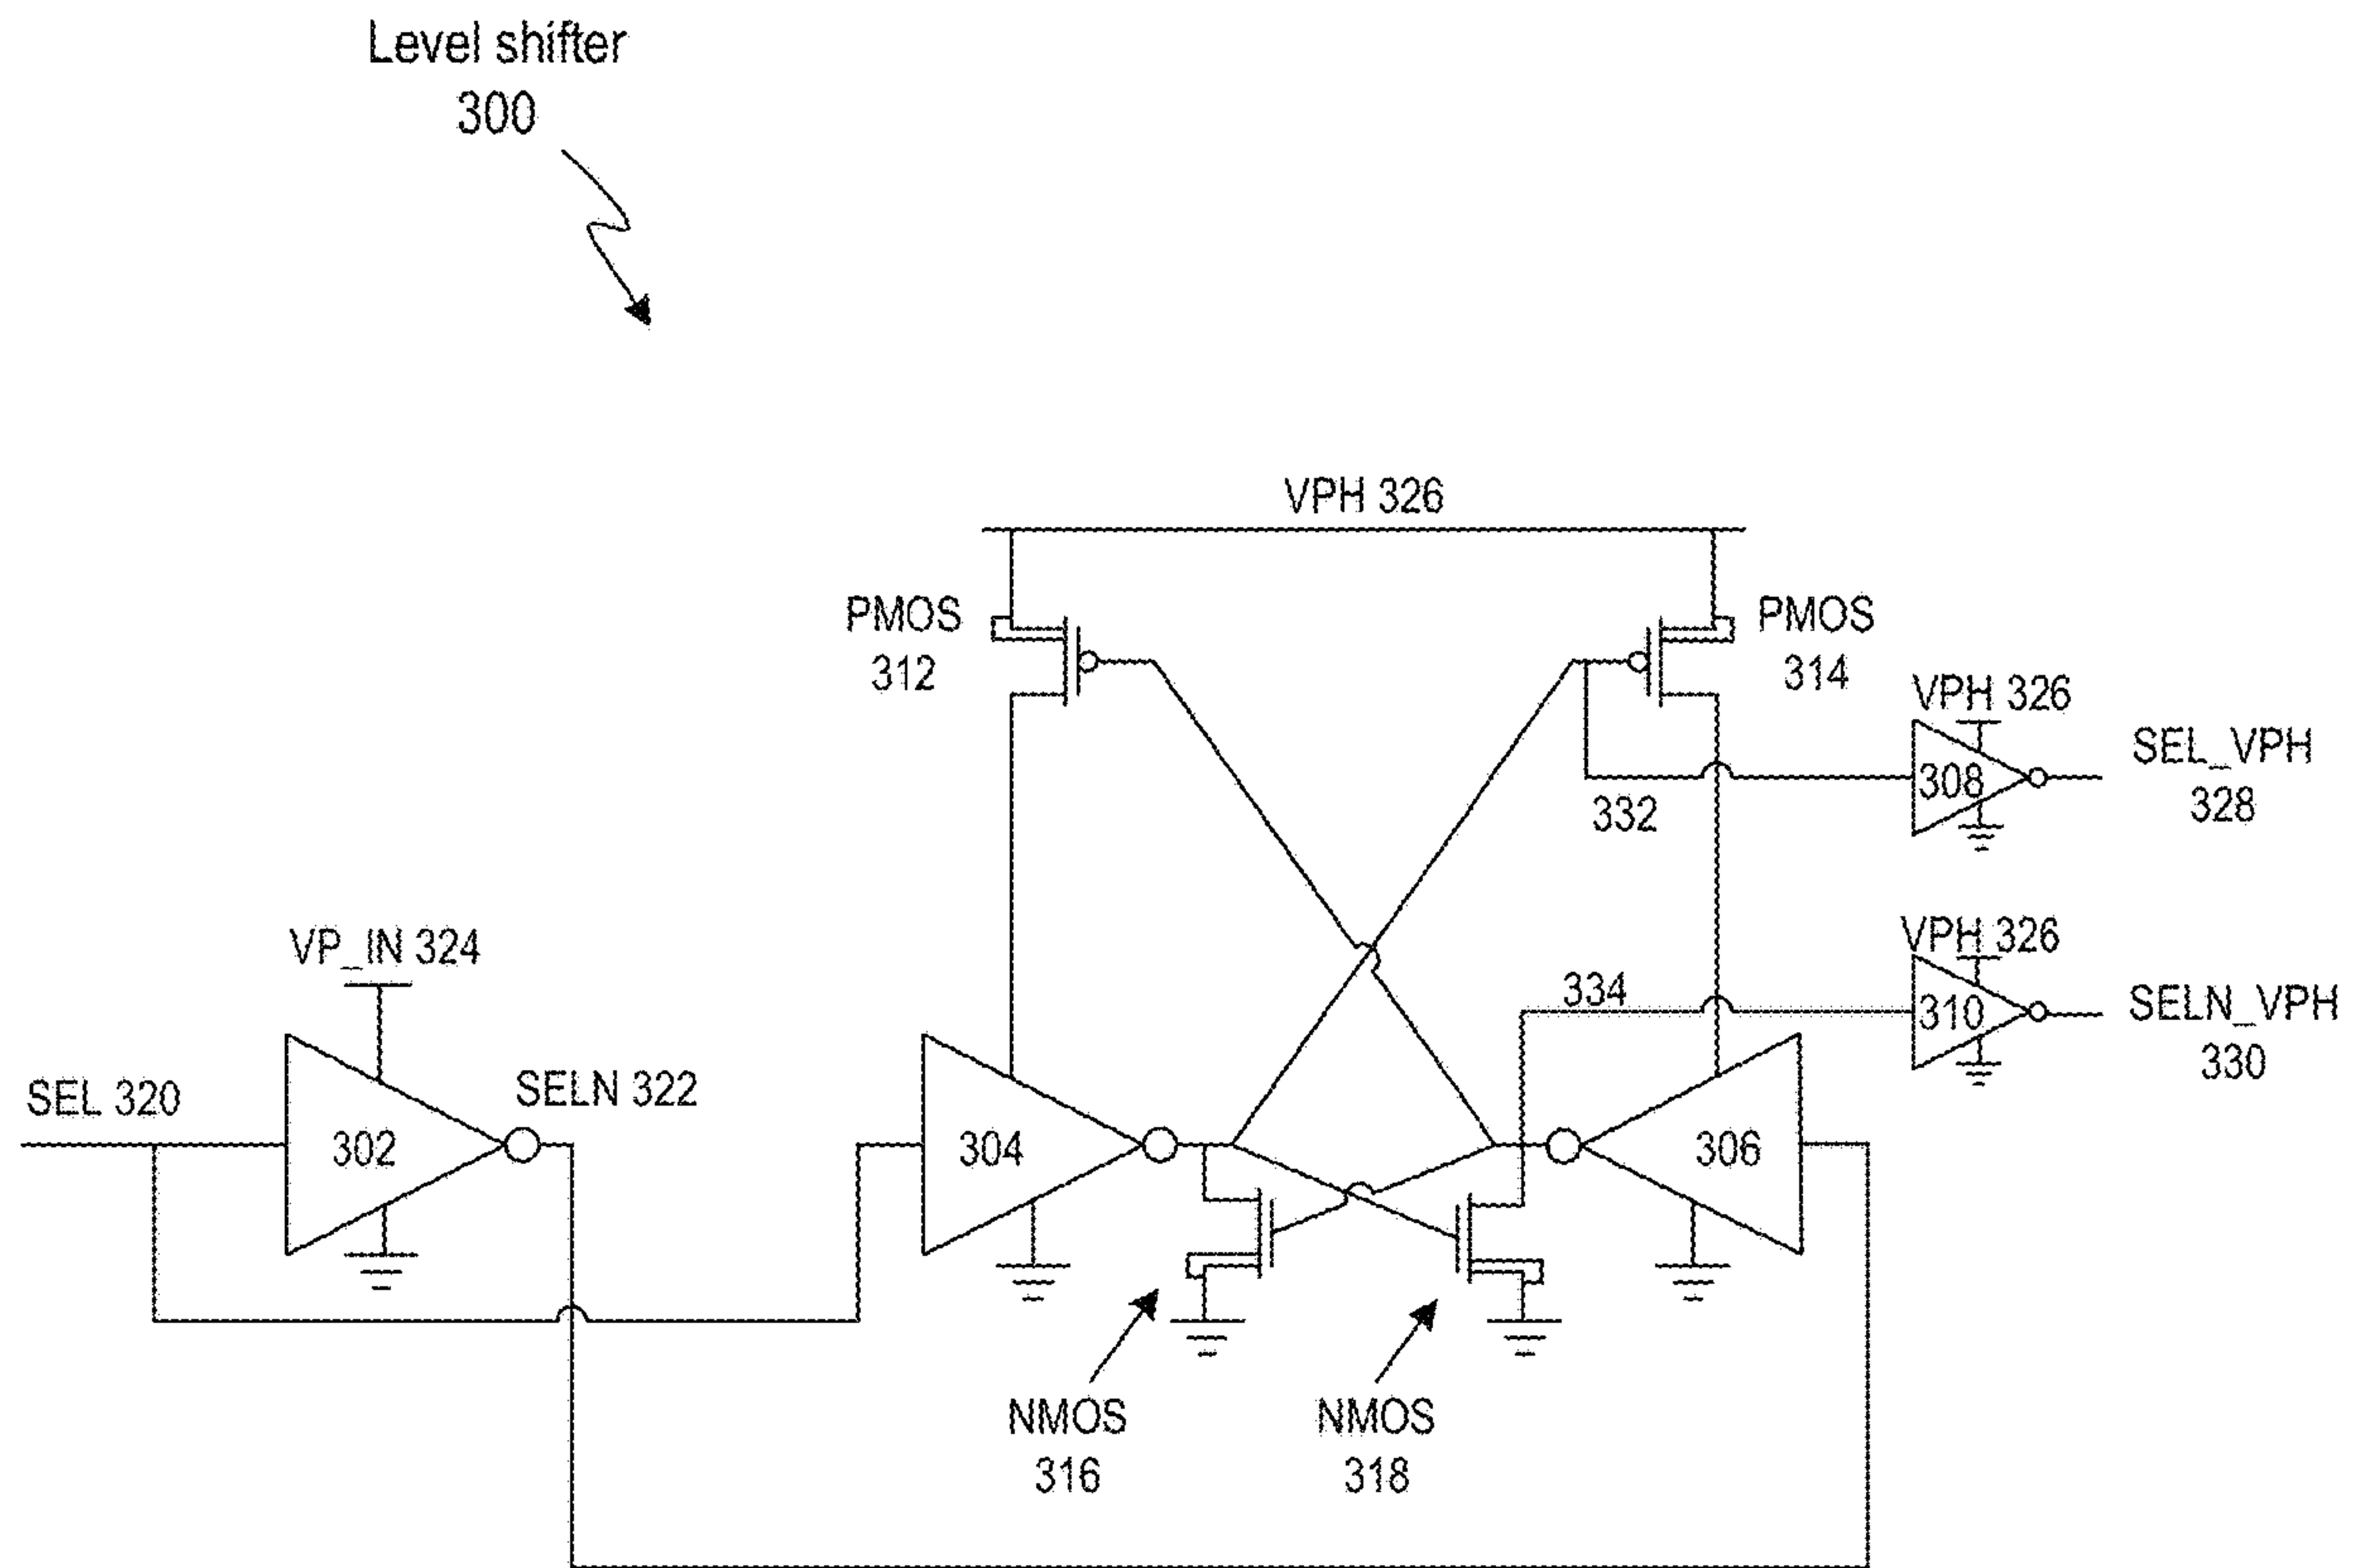 Level shifter
300
VPH 326
PMOS
312
PMOS
314
VPH 326
308
SEL_VPH
328
332
VP_IN 324
VPH 326
334
310
SELN_VPH
330
SEL 320
302
SELN 322
304
306
NMOS
316
NMOS
318